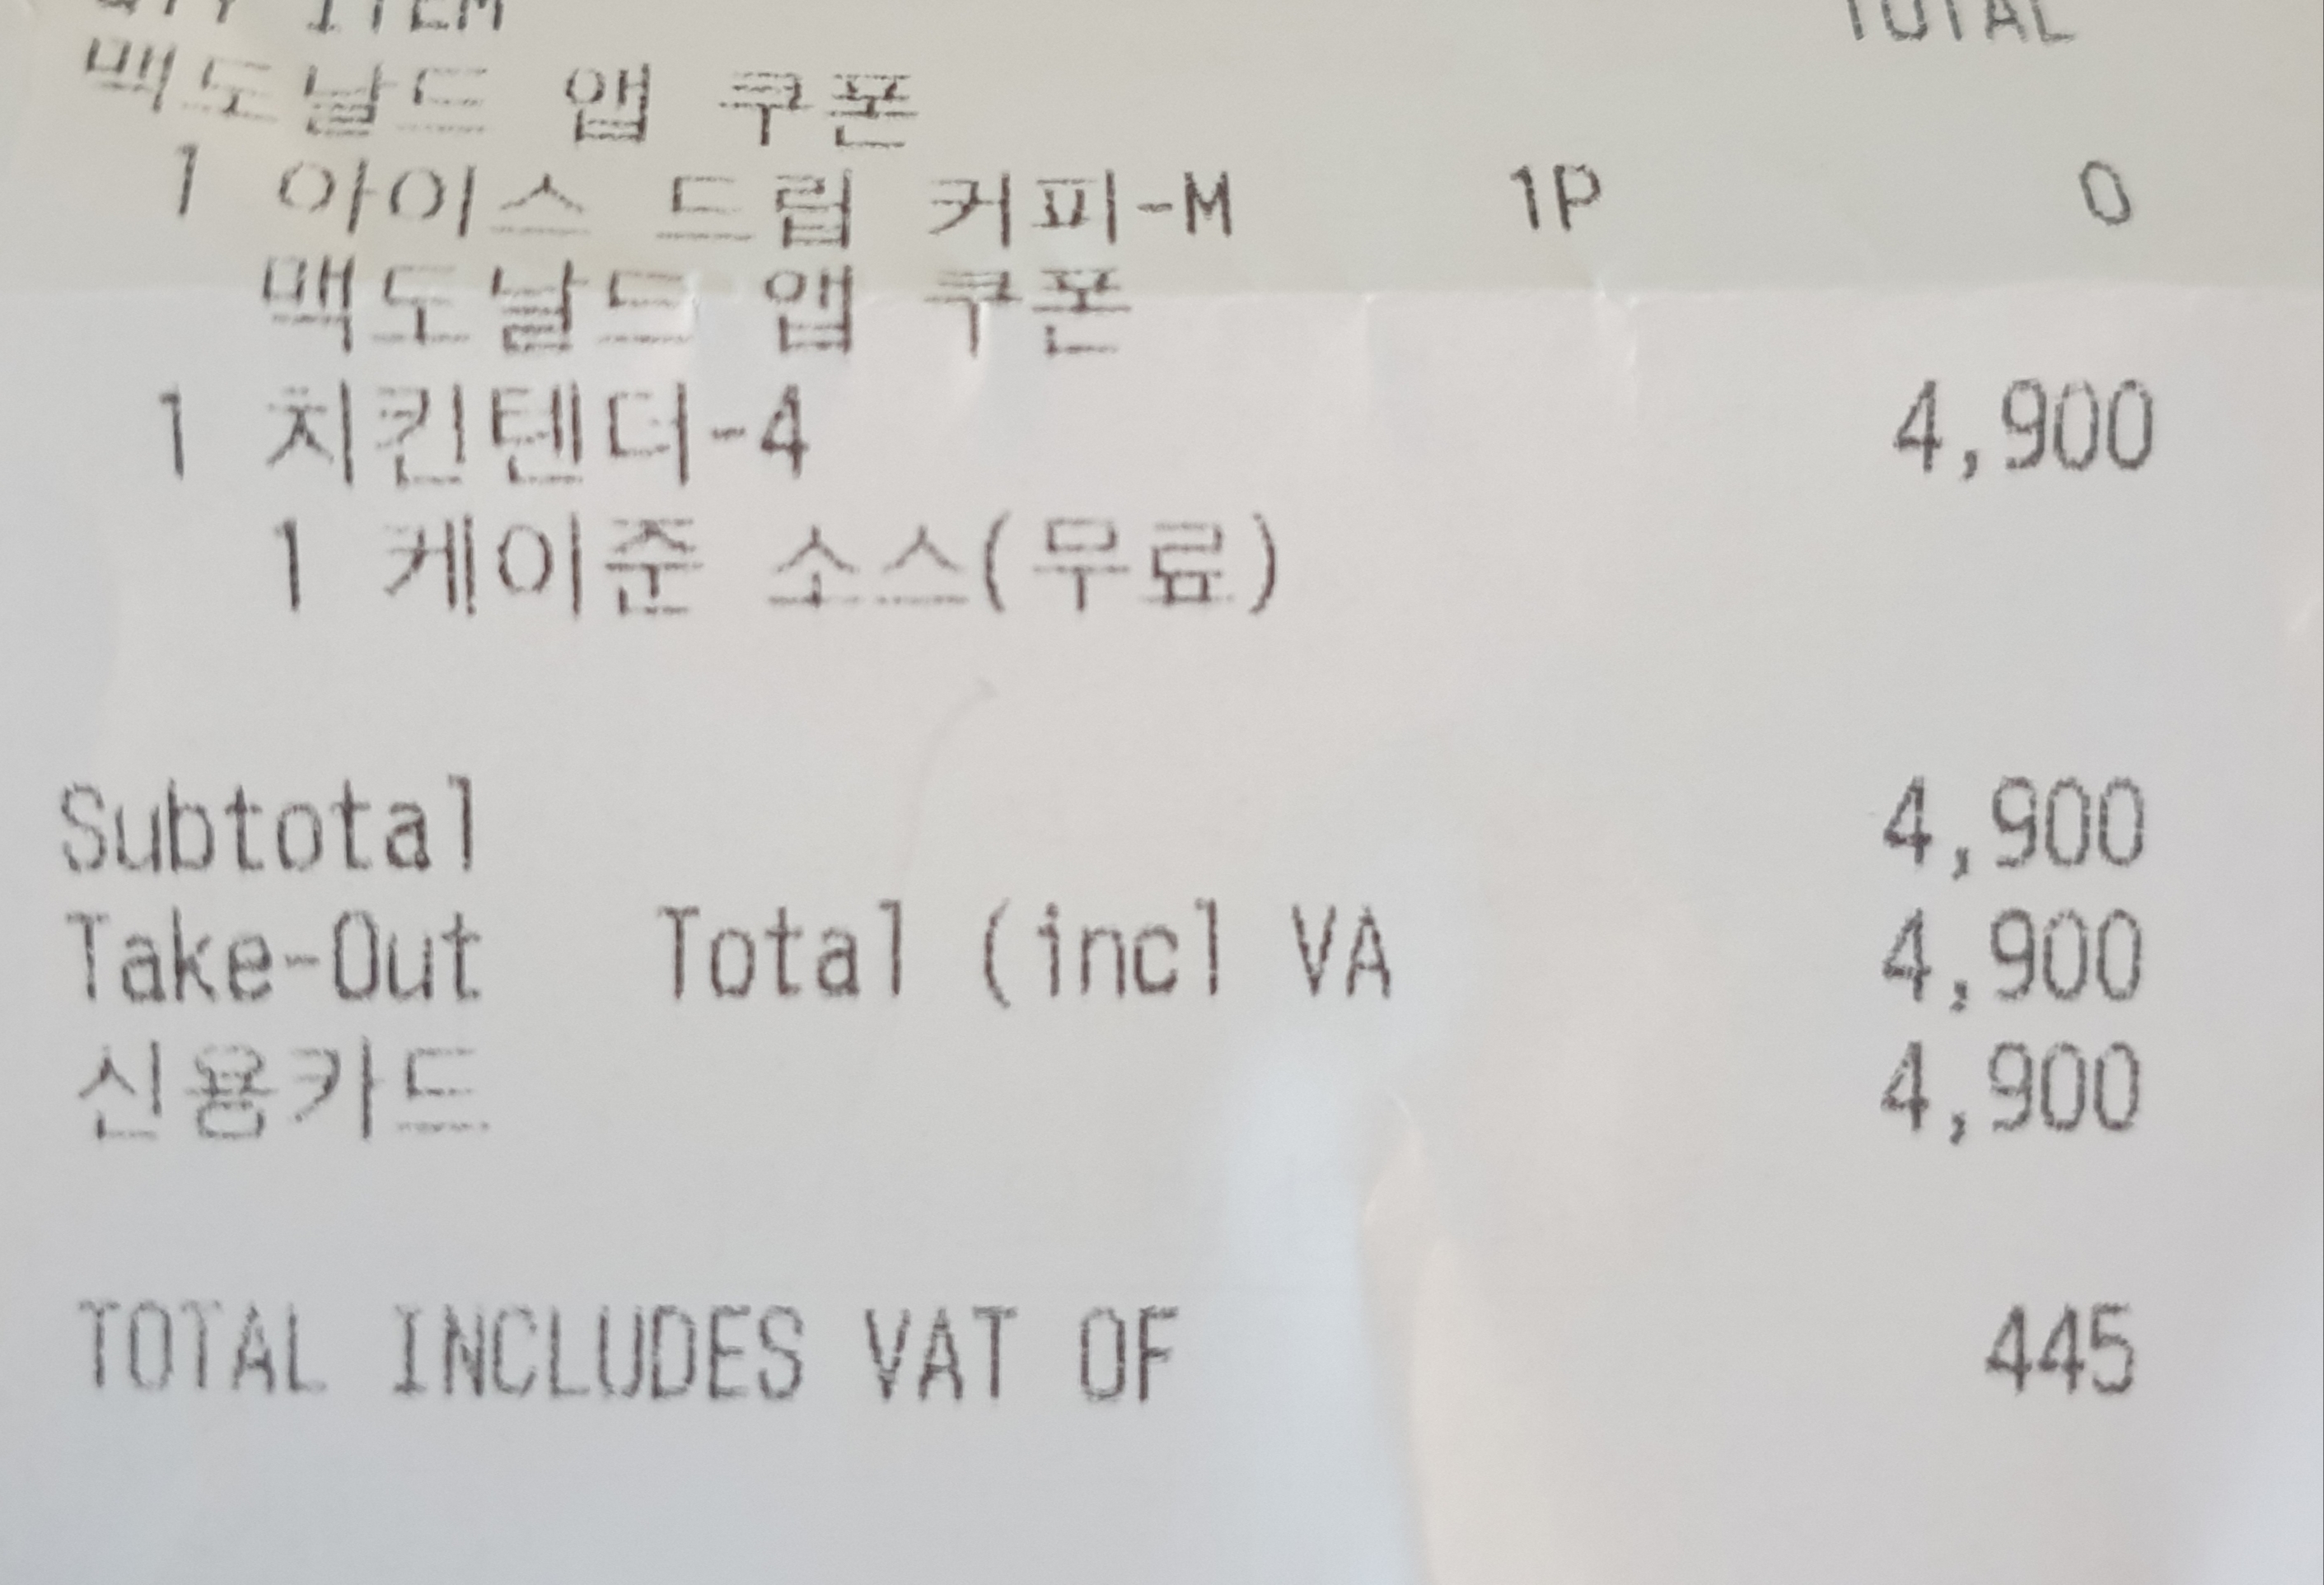 QTY ITEM TOTAL
맥도날드 앱 쿠폰
1 아이스 드립 커피-M 1P 0
맥도날드 앱 쿠폰
1 치킨텐더-4 4,900
1 케이준 소스(무료)
Subtotal 4,900
Take-Out Total (incl VA 4,900
신용카드 4,900
TOTAL INCLUDES VAT OF 445